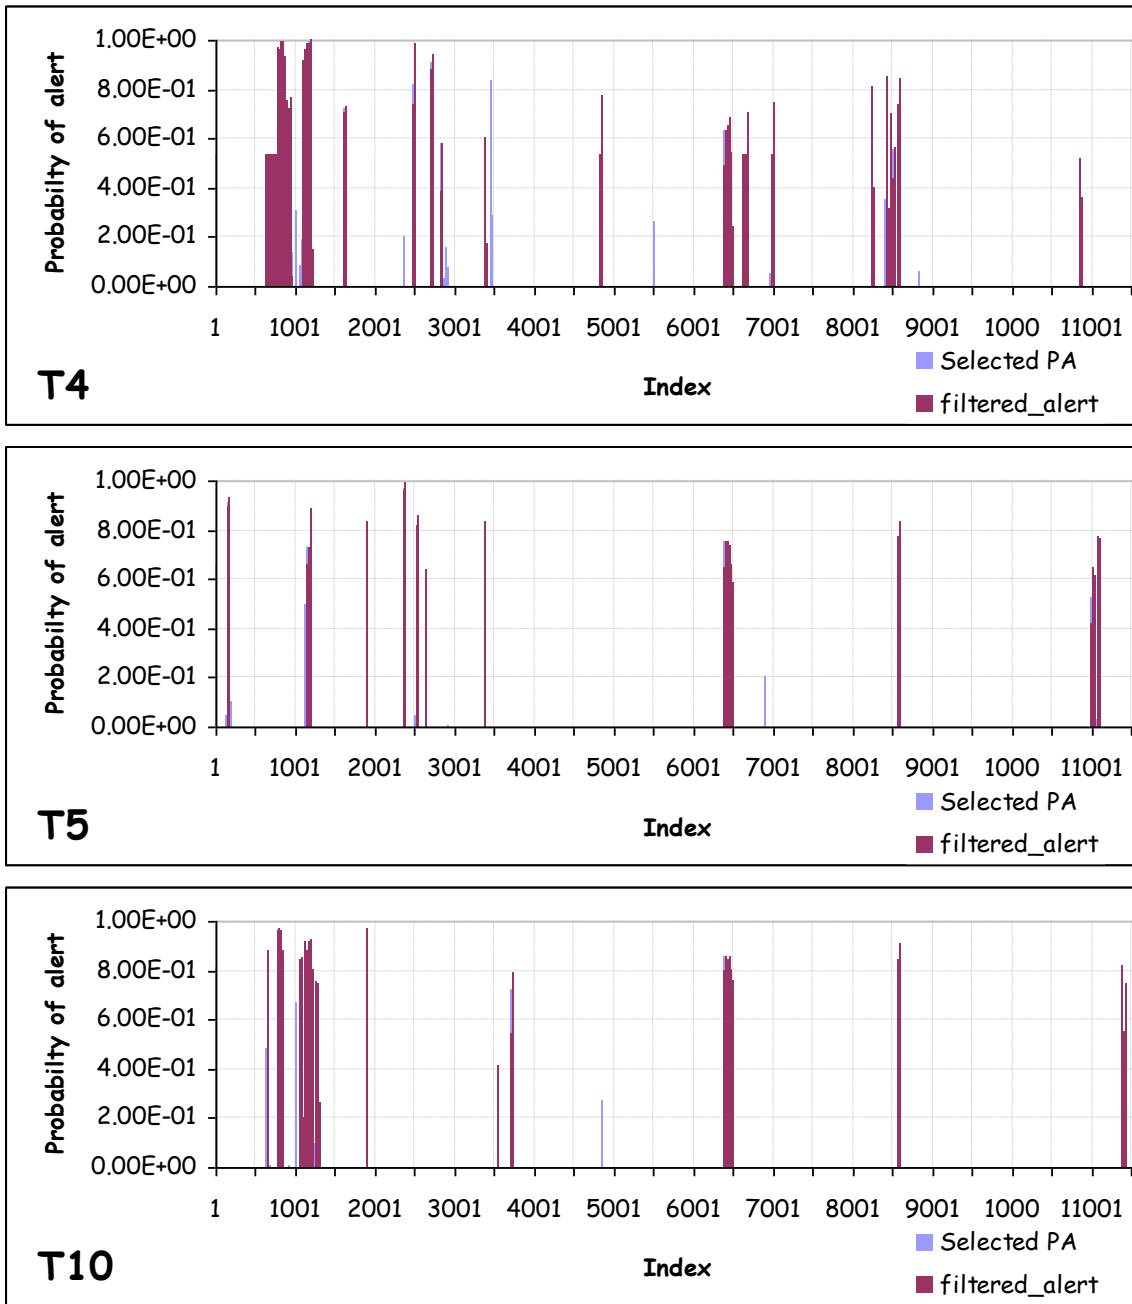 Probabilty of alert
1.00E+00
8.00E-01
6.00E-01
4.00E-01
2.00E-01
0.00E+00
1 1001 2001 3001 4001 5001 6001 7001 8001 9001 1000 11001
Selected PA
T4 Index
filtered_alert
Probabilty of alert
1.00E+00
8.00E-01
6.00E-01
4.00E-01
2.00E-01
0.00E+00
1 1001 2001 3001 4001 5001 6001 7001 8001 9001 1000 11001
Selected PA
T5 Index
filtered_alert
Probabilty of alert
1.00E+00
8.00E-01
6.00E-01
4.00E-01
2.00E-01
0.00E+00
1 1001 2001 3001 4001 5001 6001 7001 8001 9001 1000 11001
Selected PA
T10 Index
filtered_alert